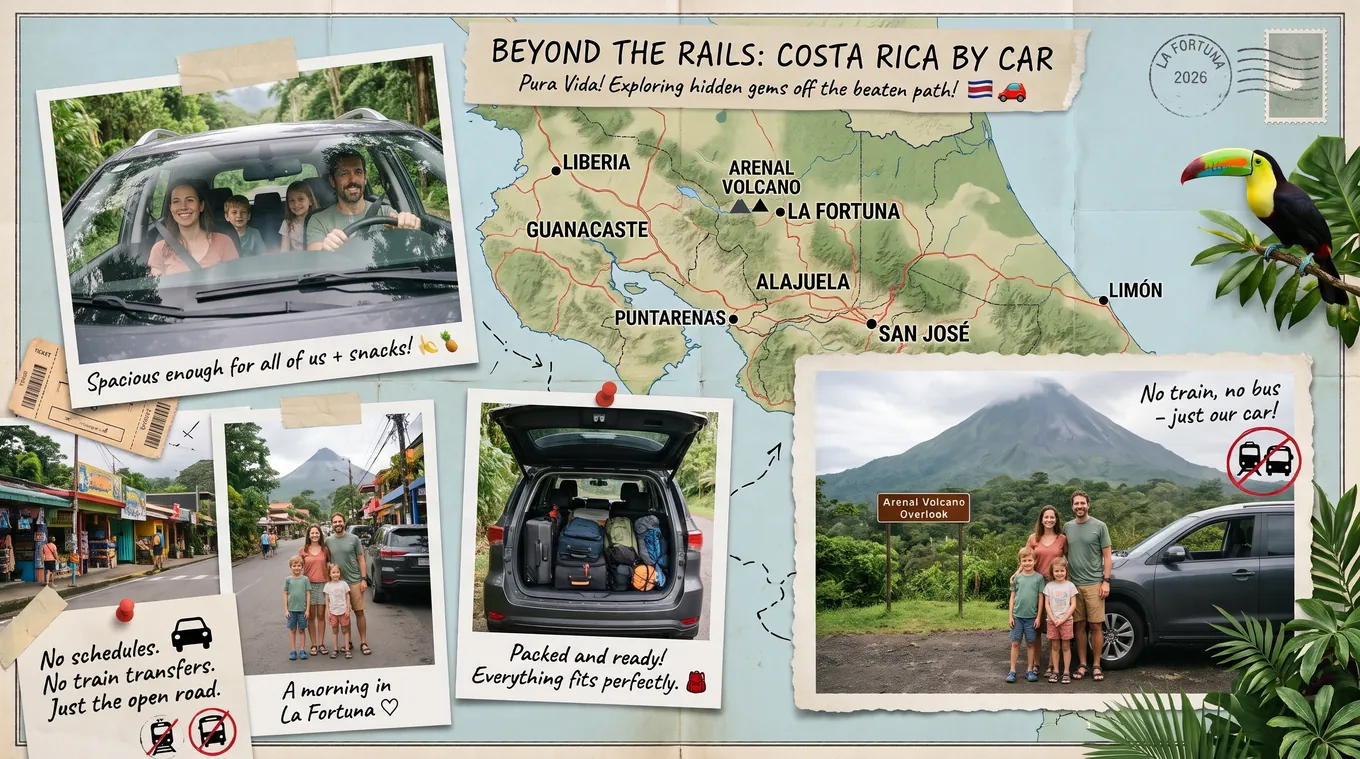 BEYOND THE RAILS: COSTA RICA BY CAR
Pura Vida! Exploring hidden gems off the beaten path!
LA FORTUNA
2026
LIBERIA
ARENAL
VOLCANO
LA FORTUNA
GUANACASTE
ALAJUELA
LIMÓN
PUNTARENAS
SAN JOSÉ
Spacious enough for all of us + snacks!
TICKET
No train, no bus
– just our car!
Arenal Volcano
Overlook
No schedules.
No train transfers.
Just the open road.
A morning in
La Fortuna ♡
Packed and ready!
Everything fits perfectly.